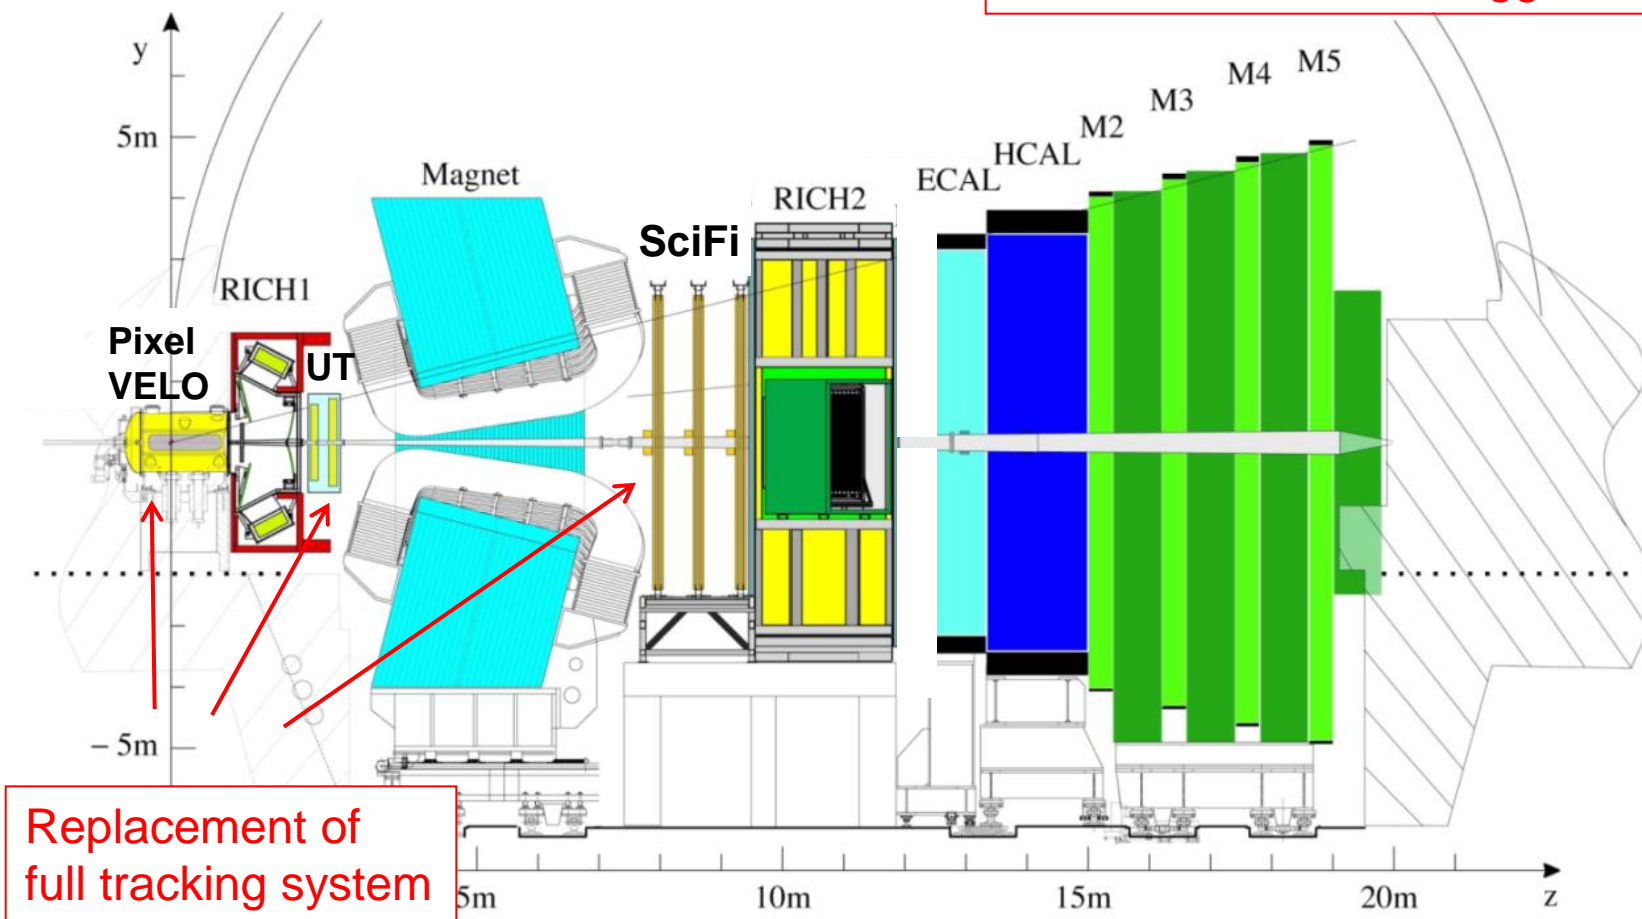 y
5m
Magnet
RICH1
Pixel
VELO
UT
SciFi
RICH2
ECAL
HCAL
M2
M3
M4
M5
− 5m
Replacement of
full tracking system
5m
10m
15m
20m
z